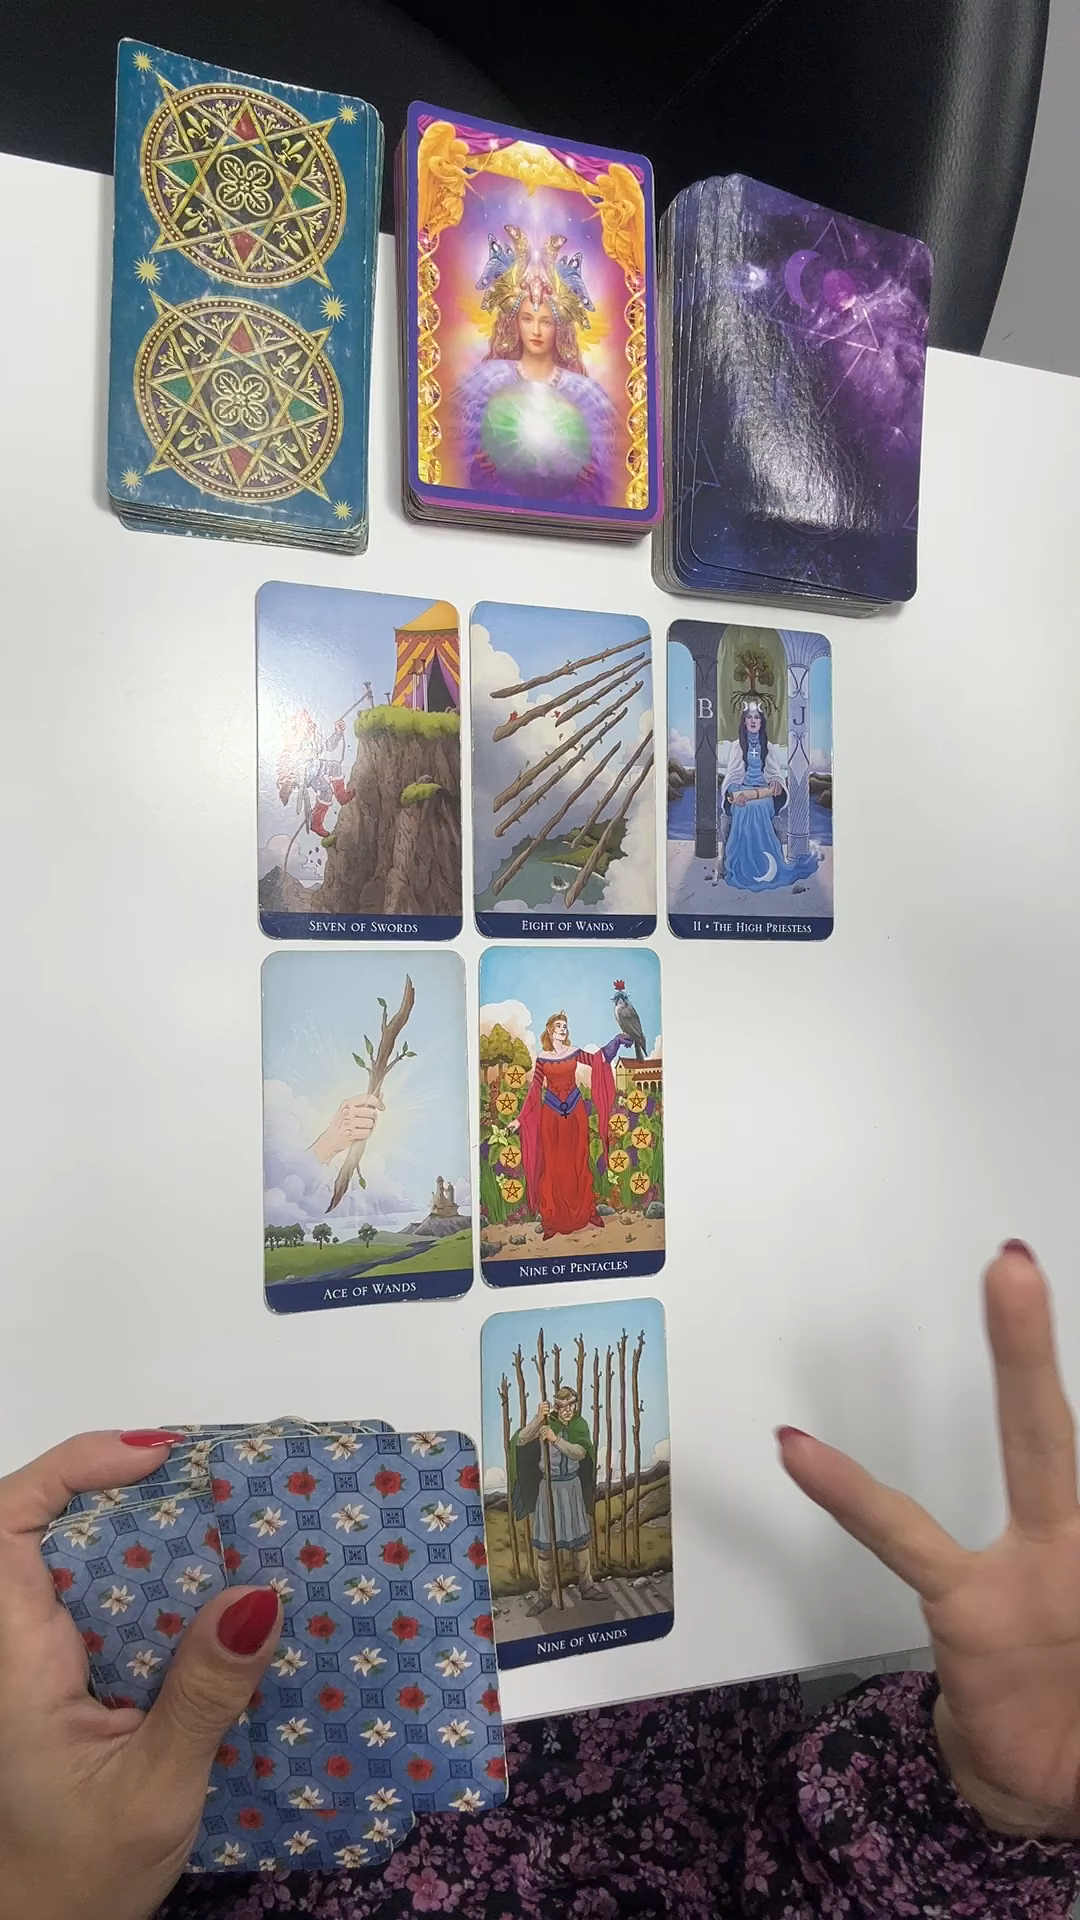 B
J
SEVEN OF SWORDS
EIGHT OF WANDS
II • THE HIGH PRIESTESS
ACE OF WANDS
NINE OF PENTACLES
NINE OF WANDS